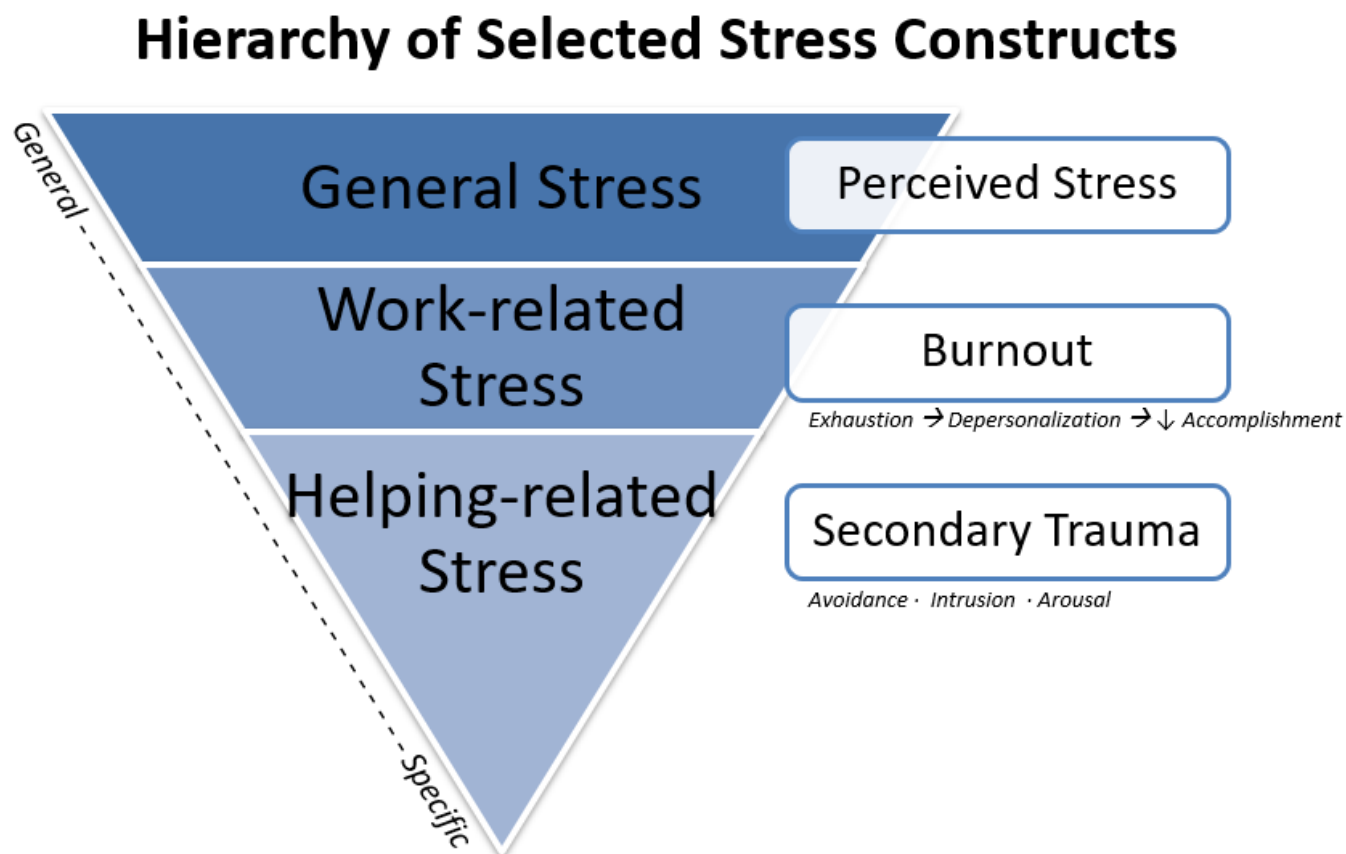 Hierarchy of Selected Stress Constructs
General
General Stress
Perceived Stress
Work-related
Stress
Burnout
Exhaustion → Depersonalization → ↓ Accomplishment
Helping-related
Stress
Secondary Trauma
Avoidance · Intrusion · Arousal
Specific